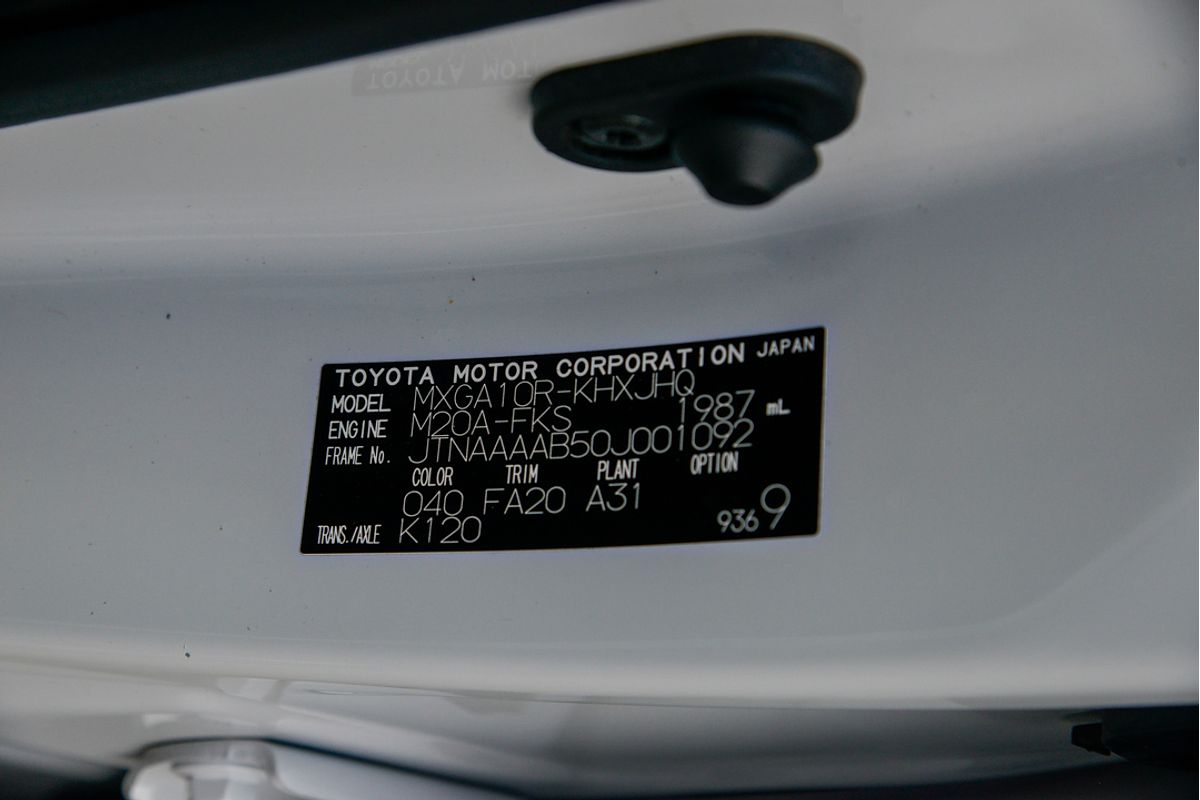 TOYOTA MOTOR CORPORATION JAPAN
MODEL MXGA10R-KHXJHQ
ENGINE M20A-FKS 1987 mL
FRAME No. JTNAAAAB50J001092
COLOR TRIM PLANT OPTION
040 FA20 A31
TRANS./AXLE K120 9369